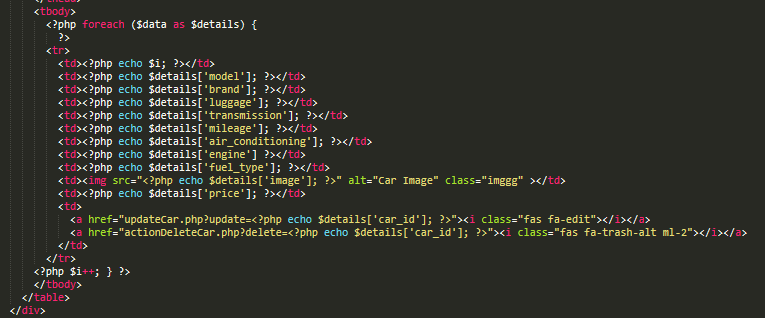 <tbody>
<?php foreach ($data as $details) {
?>
<tr>
<td><?php echo $i; ?></td>
<td><?php echo $details['model']; ?></td>
<td><?php echo $details['brand']; ?></td>
<td><?php echo $details['luggage']; ?></td>
<td><?php echo $details['transmission']; ?></td>
<td><?php echo $details['mileage']; ?></td>
<td><?php echo $details['air_conditioning']; ?></td>
<td><?php echo $details['engine'] ?></td>
<td><?php echo $details['fuel_type']; ?></td>
<td><img src="<?php echo $details['image']; ?>" alt="Car Image" class="imggg" ></td>
<td><?php echo $details['price']; ?></td>
<td>
<a href="updateCar.php?update=<?php echo $details['car_id']; ?>"><i class="fas fa-edit"></i></a>
<a href="actionDeleteCar.php?delete=<?php echo $details['car_id']; ?>"><i class="fas fa-trash-alt ml-2"></i></a>
</td>
</tr>
<?php $i++; } ?>
</tbody>
</table>
</div>